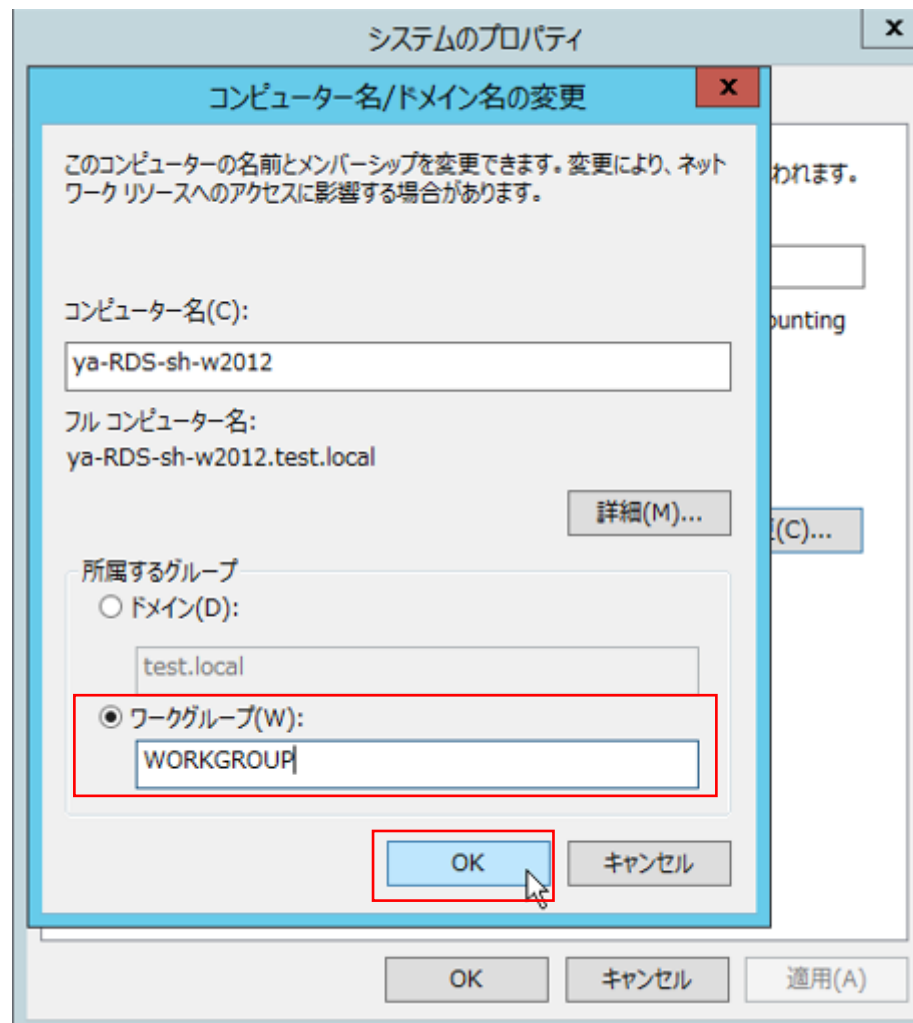 システムのプロパティ
x
コンピューター名/ドメイン名の変更
x
このコンピューターの名前とメンバーシップを変更できます。変更により、ネット
ワーク リソースへのアクセスに影響する場合があります。
われます。
コンピューター名(C):
ounting
ya-RDS-sh-w2012
フル コンピューター名:
ya-RDS-sh-w2012.test.local
詳細(M)...
(C)...
所属するグループ
ドメイン(D):
test.local
ワークグループ(W):
WORKGROUP
OK
キャンセル
OK
キャンセル
適用(A)